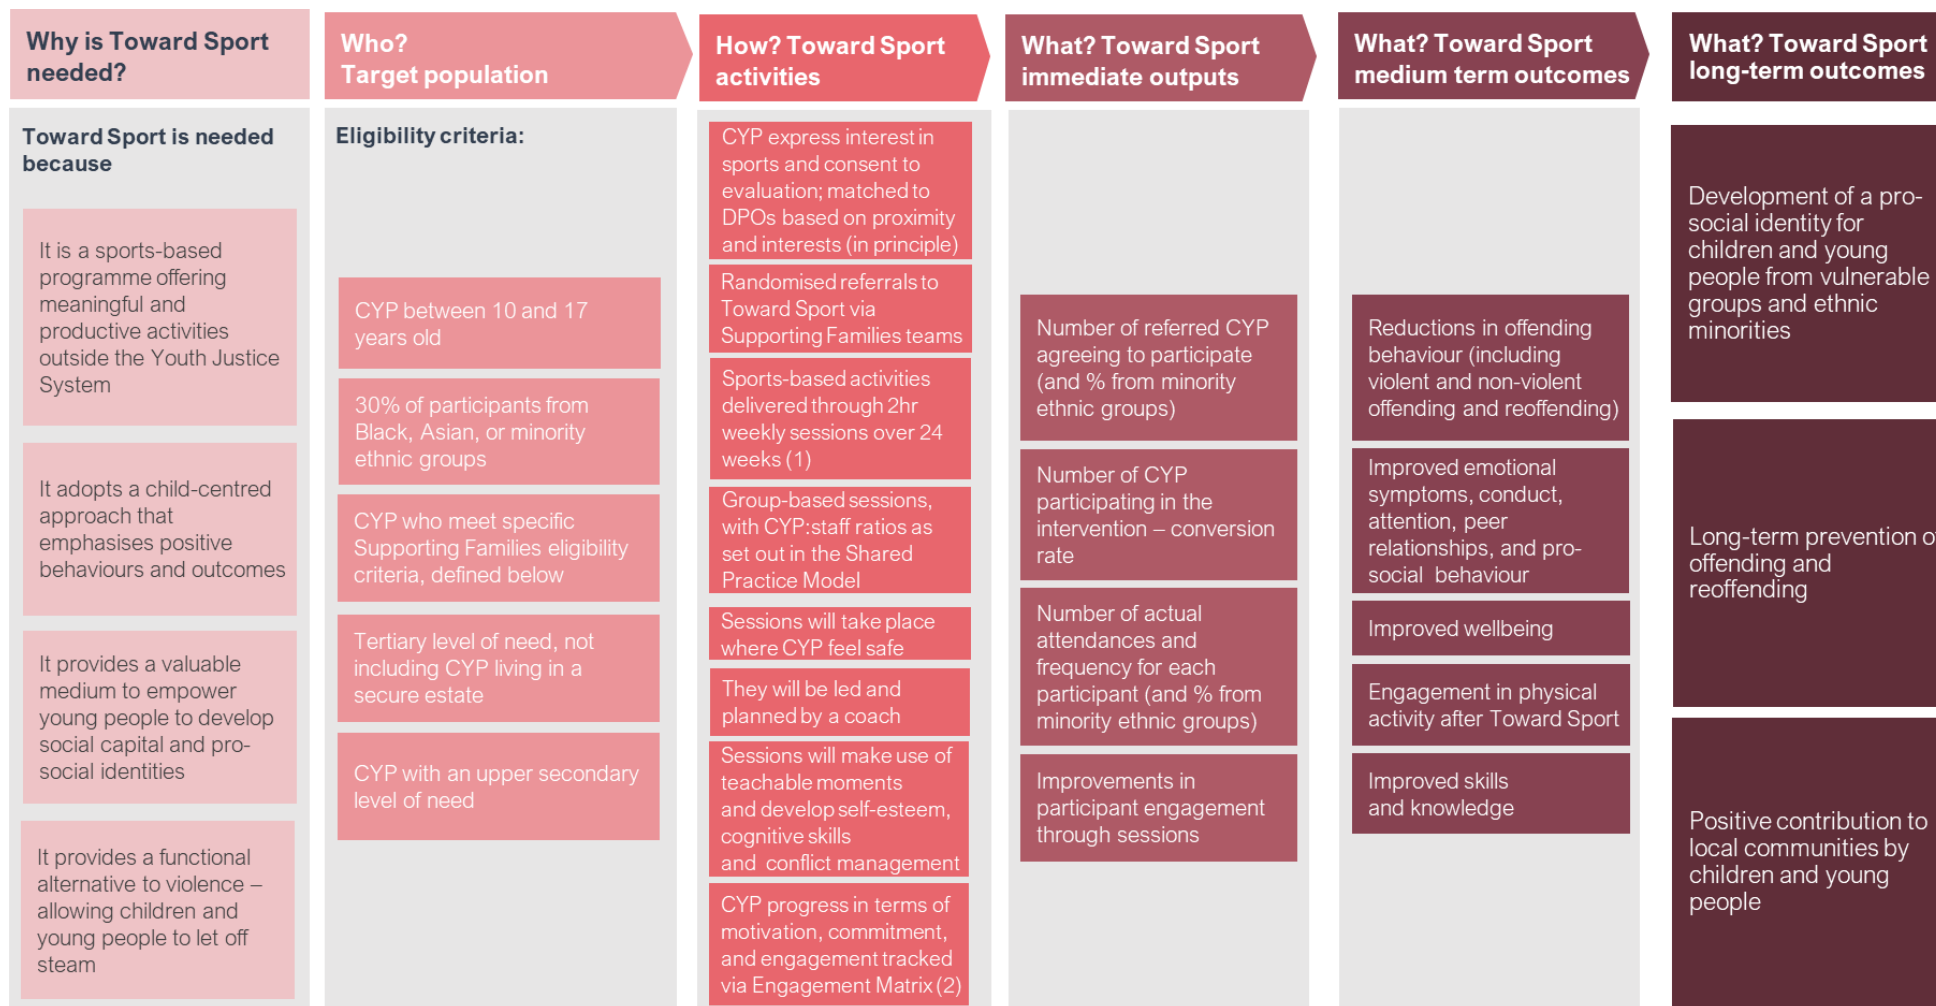 Why is Toward Sport
needed?
Toward Sport is needed
because
It is a sports-based
programme offering
meaningful and
productive activities
outside the Youth Justice
System
It adopts a child-centred
approach that
emphasises positive
behaviours and outcomes
It provides a valuable
medium to empower
young people to develop
social capital and pro-
social identities
It provides a functional
alternative to violence –
allowing children and
young people to let off
steam
Who?
Target population
Eligibility criteria:
CYP between 10 and 17
years old
30% of participants from
Black, Asian, or minority
ethnic groups
CYP who meet specific
Supporting Families eligibility
criteria, defined below
Tertiary level of need, not
including CYP living in a
secure estate
CYP with an upper secondary
level of need
How? Toward Sport
activities
CYP express interest in
sports and consent to
evaluation; matched to
DPOs based on proximity
and interests (in principle)
Randomised referrals to
Toward Sport via
Supporting Families teams
Sports-based activities
delivered through 2hr
weekly sessions over 24
weeks (1)
Group-based sessions,
with CYP:staff ratios as
set out in the Shared
Practice Model
Sessions will take place
where CYP feel safe
They will be led and
planned by a coach
Sessions will make use of
teachable moments
and develop self-esteem,
cognitive skills
and conflict management
CYP progress in terms of
motivation, commitment,
and engagement tracked
via Engagement Matrix (2)
What? Toward Sport
immediate outputs
Number of referred CYP
agreeing to participate
(and % from minority
ethnic groups)
Number of CYP
participating in the
intervention – conversion
rate
Number of actual
attendances and
frequency for each
participant (and % from
minority ethnic groups)
Improvements in
participant engagement
through sessions
What? Toward Sport
medium term outcomes
Reductions in offending
behaviour (including
violent and non-violent
offending and reoffending)
Improved emotional
symptoms, conduct,
attention, peer
relationships, and pro-
social behaviour
Improved wellbeing
Engagement in physical
activity after Toward Sport
Improved skills
and knowledge
What? Toward Sport
long-term outcomes
Development of a pro-
social identity for
children and young
people from vulnerable
groups and ethnic
minorities
Long-term prevention of
offending and
reoffending
Positive contribution to
local communities by
children and young
people